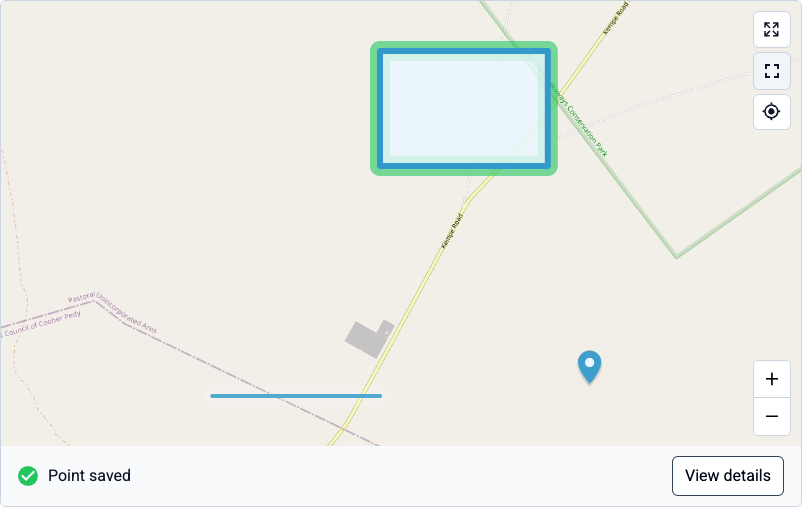 Kempe Road
Conservation Park
Kempe Road
Pastoral Unincorporated Area
Council of Coober Pedy
+
−
Point saved
View details